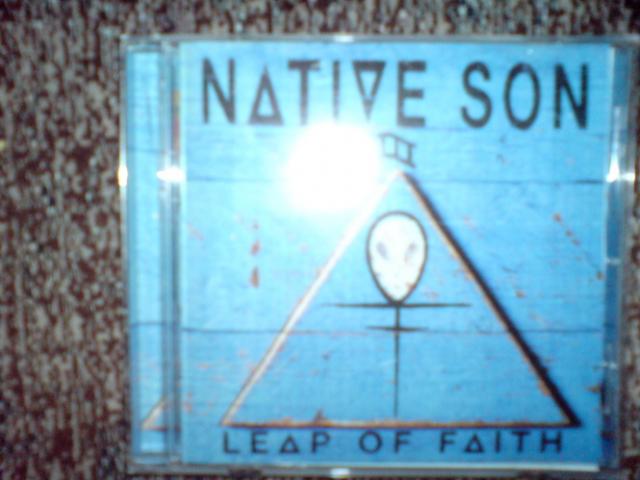 NATIVE SON
LEAP OF FAITH